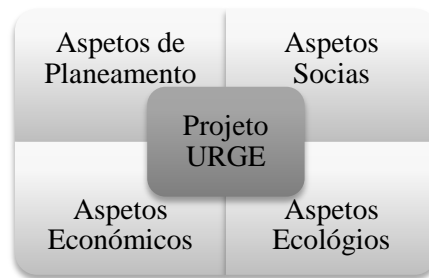 Aspetos de
Planeamento
Aspetos
Socias
Projeto
URGE
Aspetos
Económicos
Aspetos
Ecológios